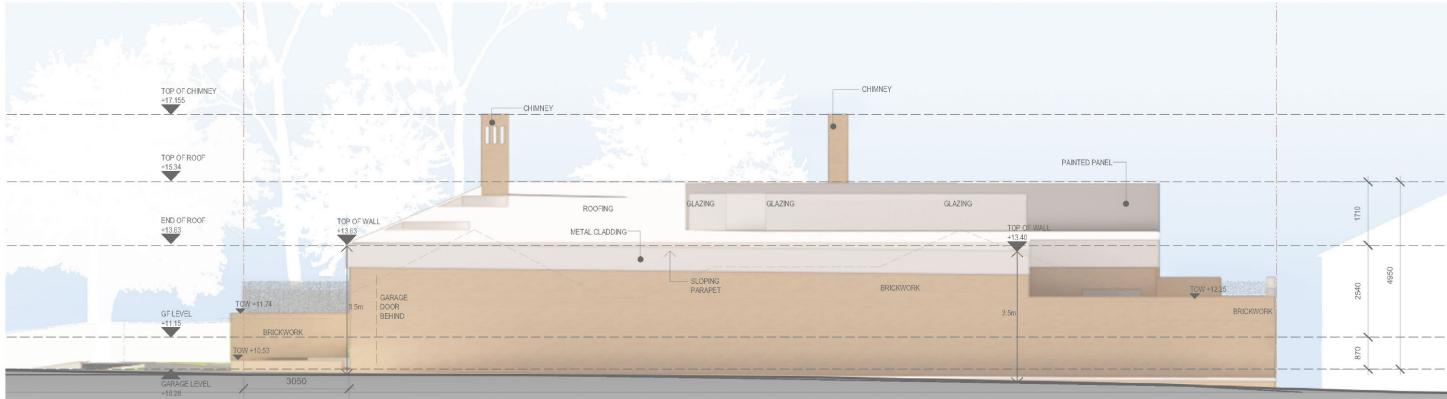 TOP OF CHIMNEY
+17.155
CHIMNEY
CHIMNEY
TOP OF ROOF
+15.34
PAINTED PANEL
ROOFING
GLAZING
GLAZING
GLAZING
1710
END OF ROOF
+13.63
TOP OF WALL
+13.63
METAL CLADDING
TOP OF WALL
+13.40
SLOPING
PARAPET
BRICKWORK
4950
2540
TOW +11.74
3.5m
GARAGE
DOOR
BEHIND
TOW +12.25
GF LEVEL
+11.15
BRICKWORK
3.5m
BRICKWORK
TOW +10.53
870
GARAGE LEVEL
+10.28
3050